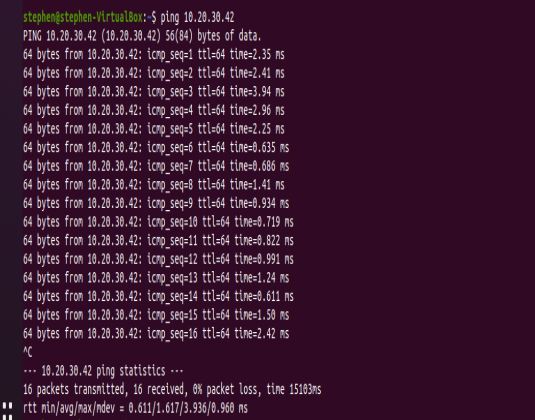 stephen@stephen-VirtualBox:~$ ping 10.20.30.42
PING 10.20.30.42 (10.20.30.42) 56(84) bytes of data.
64 bytes from 10.20.30.42: icmp_seq=1 ttl=64 time=2.35 ms
64 bytes from 10.20.30.42: icmp_seq=2 ttl=64 time=2.41 ms
64 bytes from 10.20.30.42: icmp_seq=3 ttl=64 time=3.94 ms
64 bytes from 10.20.30.42: icmp_seq=4 ttl=64 time=2.96 ms
64 bytes from 10.20.30.42: icmp_seq=5 ttl=64 time=2.25 ms
64 bytes from 10.20.30.42: icmp_seq=6 ttl=64 time=0.635 ms
64 bytes from 10.20.30.42: icmp_seq=7 ttl=64 time=0.686 ms
64 bytes from 10.20.30.42: icmp_seq=8 ttl=64 time=1.41 ms
64 bytes from 10.20.30.42: icmp_seq=9 ttl=64 time=0.934 ms
64 bytes from 10.20.30.42: icmp_seq=10 ttl=64 time=0.719 ms
64 bytes from 10.20.30.42: icmp_seq=11 ttl=64 time=0.822 ms
64 bytes from 10.20.30.42: icmp_seq=12 ttl=64 time=0.991 ms
64 bytes from 10.20.30.42: icmp_seq=13 ttl=64 time=1.24 ms
64 bytes from 10.20.30.42: icmp_seq=14 ttl=64 time=0.611 ms
64 bytes from 10.20.30.42: icmp_seq=15 ttl=64 time=1.50 ms
64 bytes from 10.20.30.42: icmp_seq=16 ttl=64 time=2.42 ms
^C
--- 10.20.30.42 ping statistics ---
16 packets transmitted, 16 received, 0% packet loss, time 15103ms
rtt min/avg/max/mdev = 0.611/1.617/3.936/0.960 ms